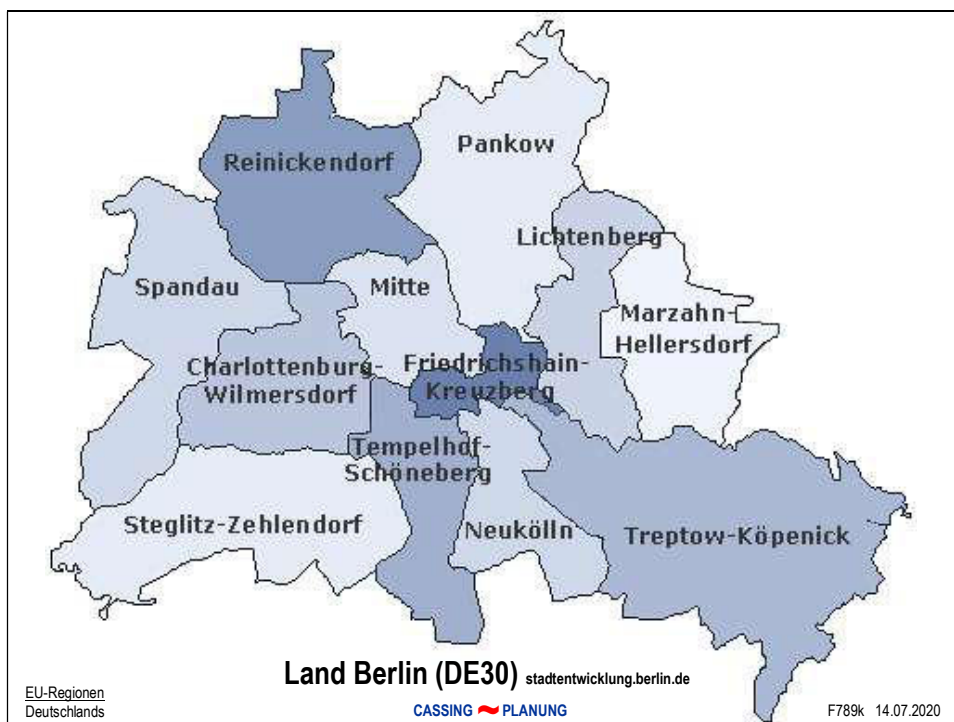 Pankow
Reinickendorf
Lichtenberg
Spandau
Mitte
Marzahn-
Hellersdorf
Charlottenburg-
Wilmersdorf
Friedrichshain-
Kreuzberg
Tempelhof-
Schöneberg
Steglitz-Zehlendorf
Neukölln
Treptow-Köpenick
Land Berlin (DE30) stadtentwicklung.berlin.de
EU-Regionen
Deutschlands
CASSING PLANUNG
F789k 14.07.2020